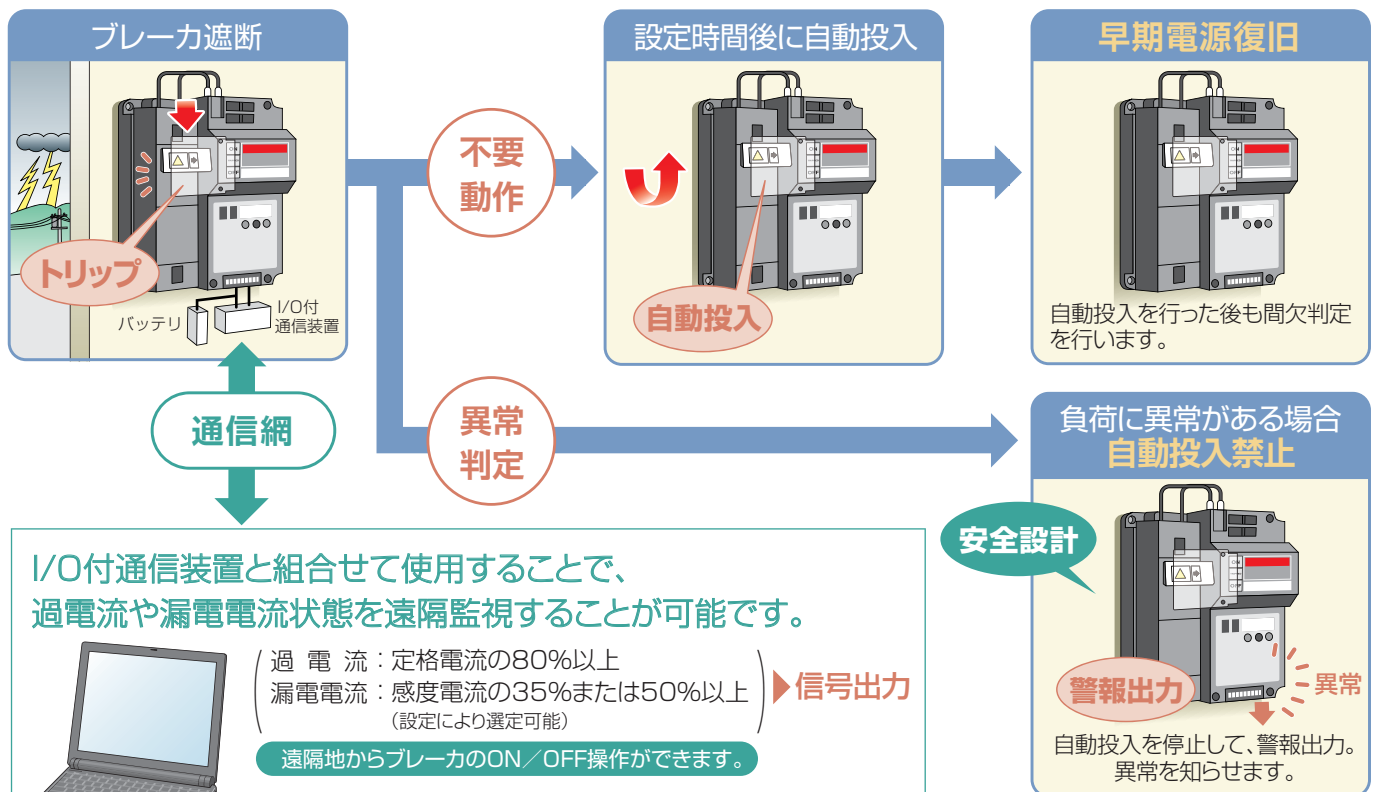 ブレーカ遮断
トリップ
バッテリ
I/O付
通信装置
不要
動作
設定時間後に自動投入
ON
OFF
自動投入
早期電源復旧
ON
OFF
自動投入を行った後も間欠判定
を行います。
通信網
異常
判定
負荷に異常がある場合
自動投入禁止
安全設計
ON
OFF
警報出力
異常
自動投入を停止して、警報出力。
異常を知らせます。
I/O付通信装置と組合せて使用することで、
過電流や漏電電流状態を遠隔監視することが可能です。
過 電 流：定格電流の80%以上
漏電電流：感度電流の35%または50%以上
（設定により選定可能）
信号出力
遠隔地からブレーカのON／OFF操作ができます。